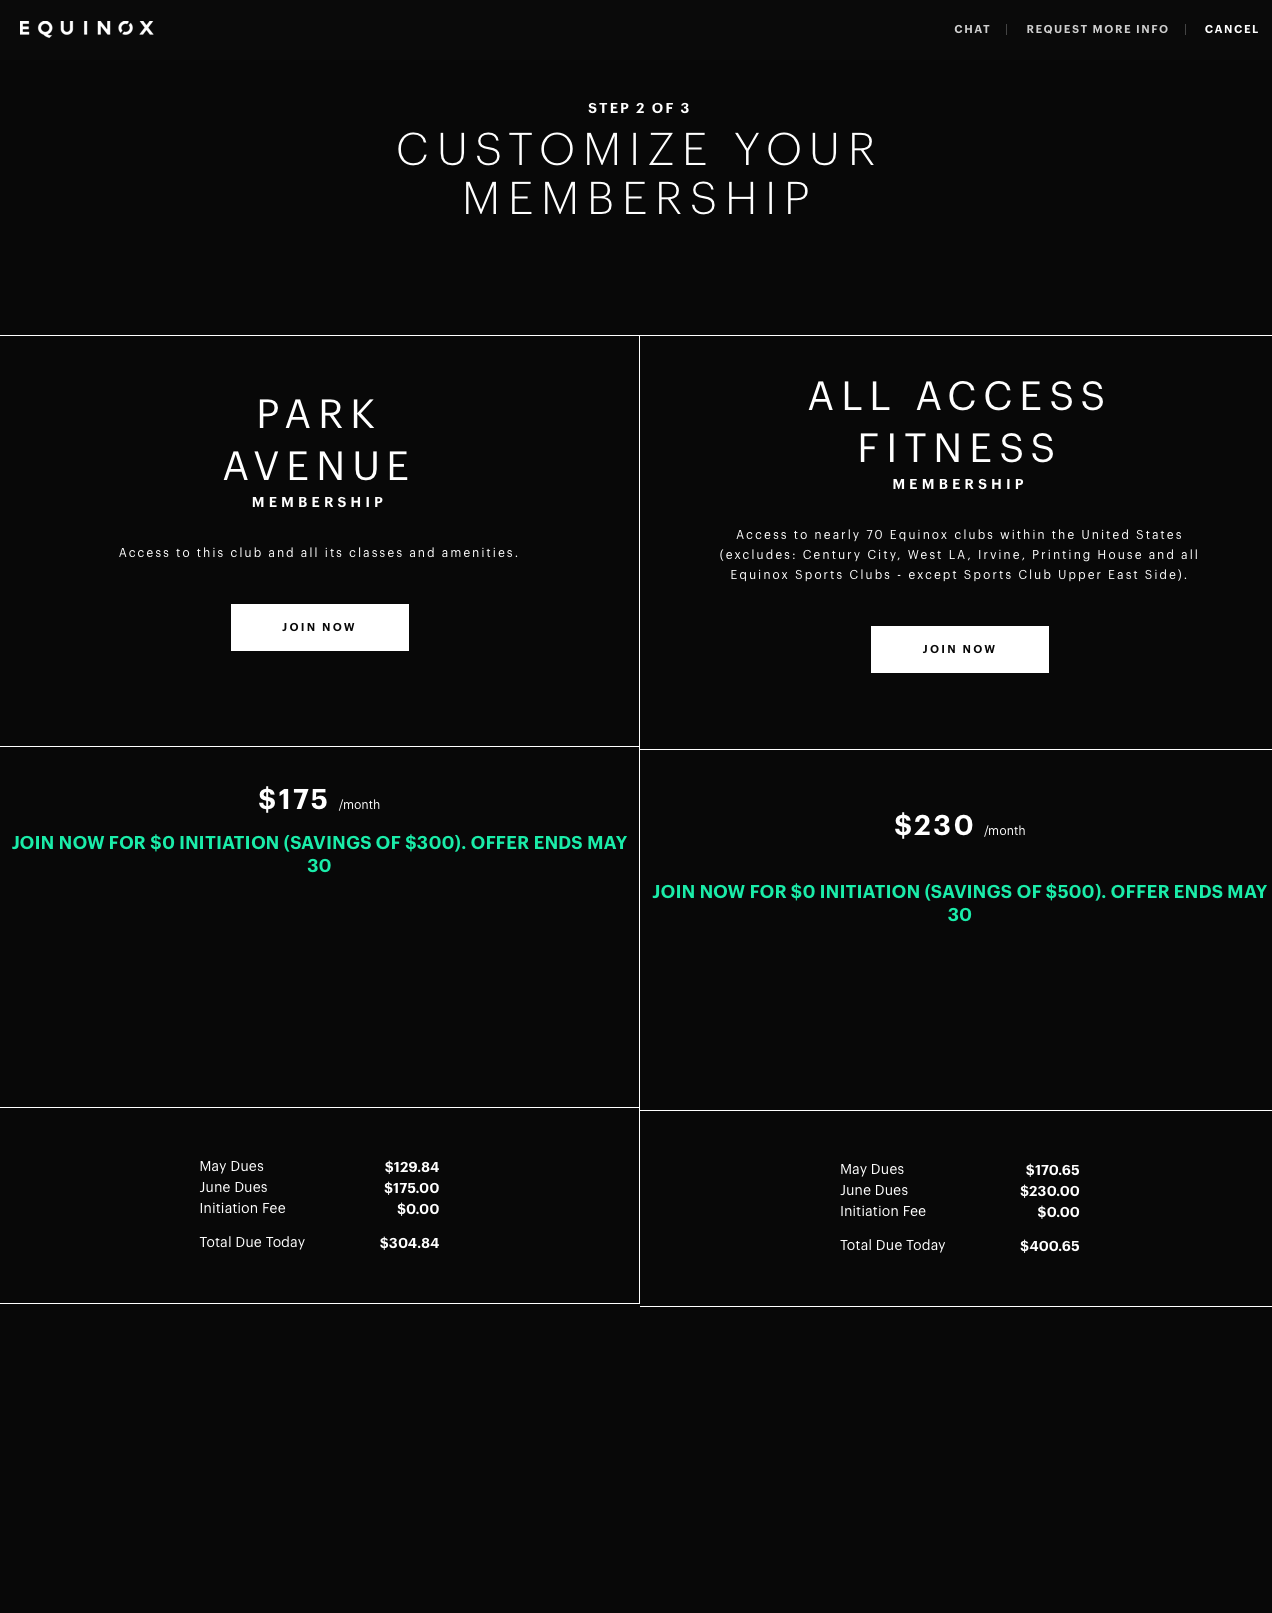 EQUINOX
CHAT
REQUEST MORE INFO
CANCEL
STEP 2 OF 3
CUSTOMIZE YOUR
MEMBERSHIP
PARK
AVENUE
MEMBERSHIP
Access to this club and all its classes and amenities.
JOIN NOW
$175 /month
JOIN NOW FOR $0 INITIATION (SAVINGS OF $300). OFFER ENDS MAY
30
May Dues $129.84
June Dues $175.00
Initiation Fee $0.00
Total Due Today $304.84
ALL ACCESS
FITNESS
MEMBERSHIP
Access to nearly 70 Equinox clubs within the United States
(excludes: Century City, West LA, Irvine, Printing House and all
Equinox Sports Clubs - except Sports Club Upper East Side).
JOIN NOW
$230 /month
JOIN NOW FOR $0 INITIATION (SAVINGS OF $500). OFFER ENDS MAY
30
May Dues $170.65
June Dues $230.00
Initiation Fee $0.00
Total Due Today $400.65